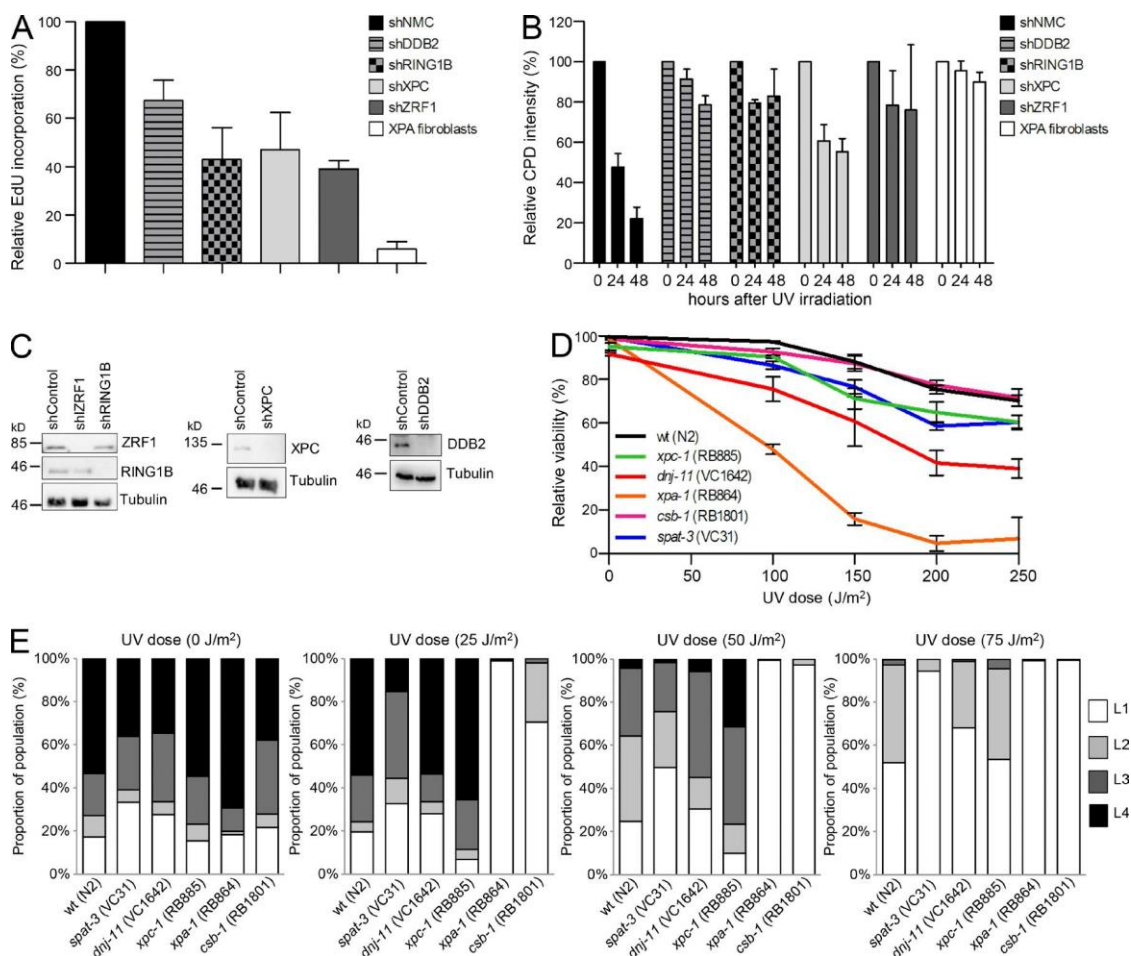 A
Relative EdU incorporation (%)
100
80
60
40
20
0
shNMC
shDDB2
shRING1B
shXPC
shZRF1
XPA fibroblasts
B
Relative CPD intensity (%)
100
80
60
40
20
0
0 24 48 0 24 48 0 24 48 0 24 48 0 24 48 0 24 48
hours after UV irradiation
shNMC
shDDB2
shRING1B
shXPC
shZRF1
XPA fibroblasts
C
shControl
shlZRF1
shRING1B
kD
85
46
46
ZRF1
RING1B
Tubulin
shControl
shXPC
kD
135
46
XPC
Tubulin
shControl
shDDB2
kD
46
46
DDB2
Tubulin
D
Relative viability (%)
100
80
60
40
20
0
wt (N2)
xpc-1 (RB885)
dnj-11 (VC1642)
xpa-1 (RB864)
csb-1 (RB1801)
spat-3 (VC31)
0 50 100 150 200 250
UV dose (J/m²)
E
UV dose (0 J/m²)
Proportion of population (%)
100%
80%
60%
40%
20%
0%
wt (N2)
spat-3 (VC31)
dnj-11 (VC1642)
xpc-1 (RB885)
xpa-1 (RB864)
csb-1 (RB1801)
UV dose (25 J/m²)
Proportion of population (%)
100%
80%
60%
40%
20%
0%
wt (N2)
spat-3 (VC31)
dnj-11 (VC1642)
xpc-1 (RB885)
xpa-1 (RB864)
csb-1 (RB1801)
UV dose (50 J/m²)
Proportion of population (%)
100%
80%
60%
40%
20%
0%
wt (N2)
spat-3 (VC31)
dnj-11 (VC1642)
xpc-1 (RB885)
xpa-1 (RB864)
csb-1 (RB1801)
UV dose (75 J/m²)
Proportion of population (%)
100%
80%
60%
40%
20%
0%
wt (N2)
spat-3 (VC31)
dnj-11 (VC1642)
xpc-1 (RB885)
xpa-1 (RB864)
csb-1 (RB1801)
L1
L2
L3
L4